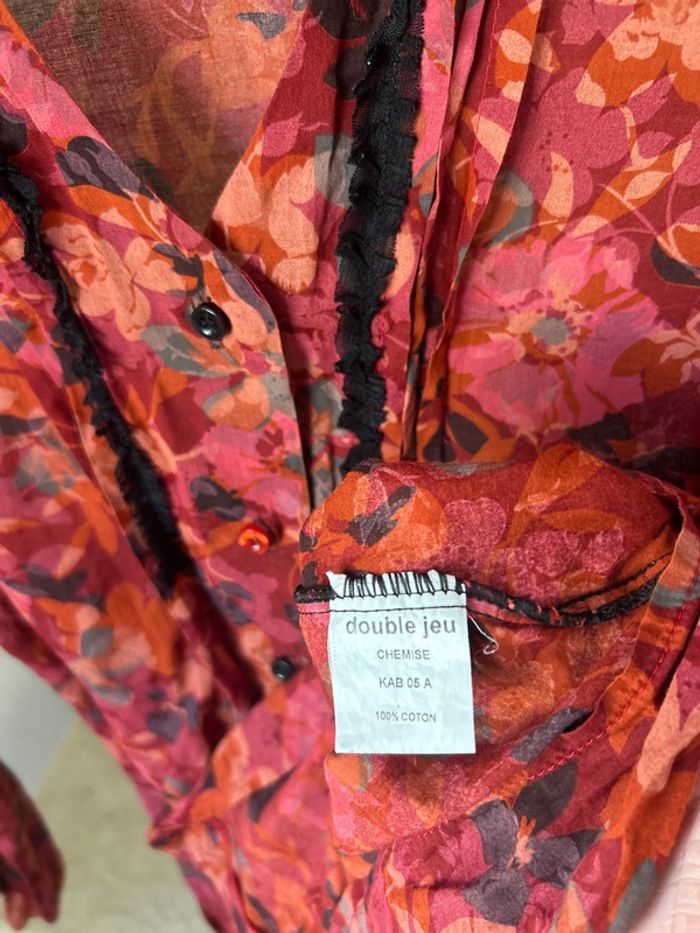 double jeu
CHEMISE
KAB 05 A
100% COTON